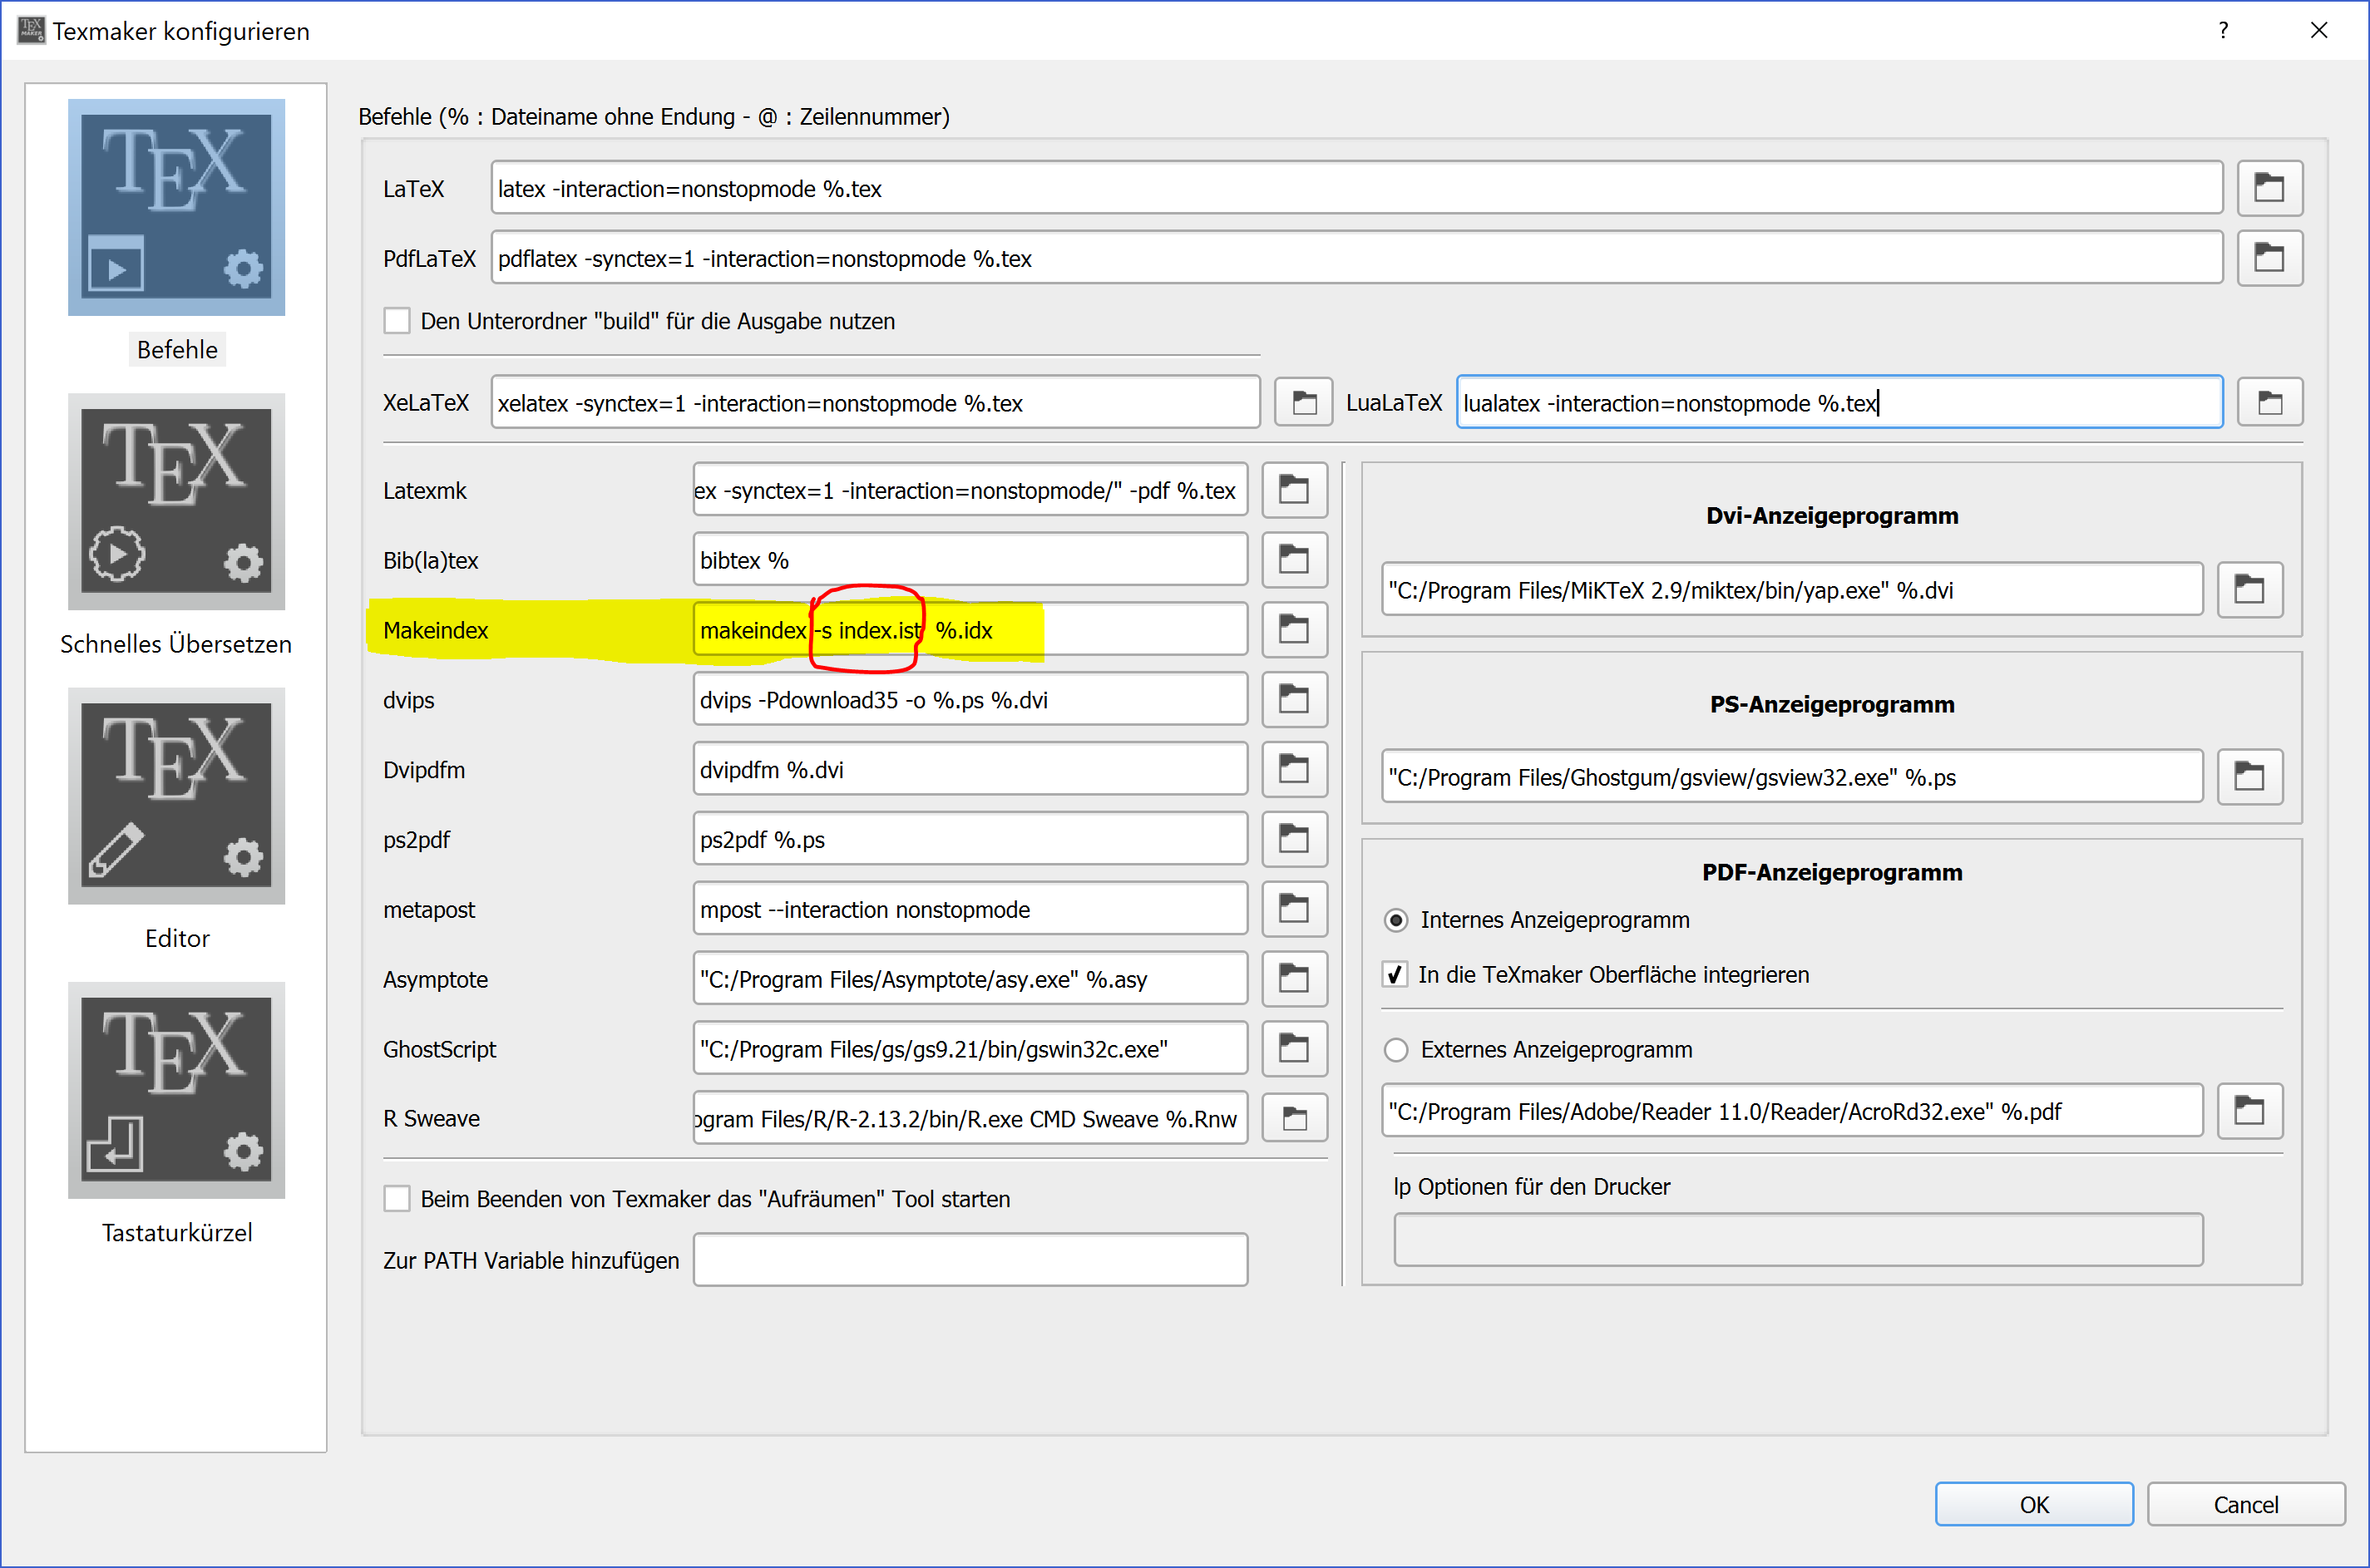 Texmaker konfigurieren
?
Befehle (% : Dateiname ohne Endung - @ : Zeilennummer)
TEX
Befehle
TEX
Schnelles Übersetzen
TEX
Editor
TEX
Tastaturkürzel
LaTeX latex -interaction=nonstopmode %.tex
PdfLaTeX pdflatex -synctex=1 -interaction=nonstopmode %.tex
Den Unterordner "build" für die Ausgabe nutzen
XeLaTeX xelatex -synctex=1 -interaction=nonstopmode %.tex LuaLaTeX lualatex -interaction=nonstopmode %.tex
Latexmk ex -synctex=1 -interaction=nonstopmode/" -pdf %.tex
Bib(la)tex bibtex %
Makeindex makeindex -s index.ist %.idx
dvips dvips -Pdownload35 -o %.ps %.dvi
Dvipdfm dvipdfm %.dvi
ps2pdf ps2pdf %.ps
metapost mpost --interaction nonstopmode
Asymptote "C:/Program Files/Asymptote/asy.exe" %.asy
GhostScript "C:/Program Files/gs/gs9.21/bin/gswin32c.exe"
R Sweave ogram Files/R/R-2.13.2/bin/R.exe CMD Sweave %.Rnw
Beim Beenden von Texmaker das "Aufräumen" Tool starten
Zur PATH Variable hinzufügen
Dvi-Anzeigeprogramm
"C:/Program Files/MiKTeX 2.9/miktex/bin/yap.exe" %.dvi
PS-Anzeigeprogramm
"C:/Program Files/Ghostgum/gsview/gsview32.exe" %.ps
PDF-Anzeigeprogramm
Internes Anzeigeprogramm
In die TeXmaker Oberfläche integrieren
Externes Anzeigeprogramm
"C:/Program Files/Adobe/Reader 11.0/Reader/AcroRd32.exe" %.pdf
lp Optionen für den Drucker
OK Cancel